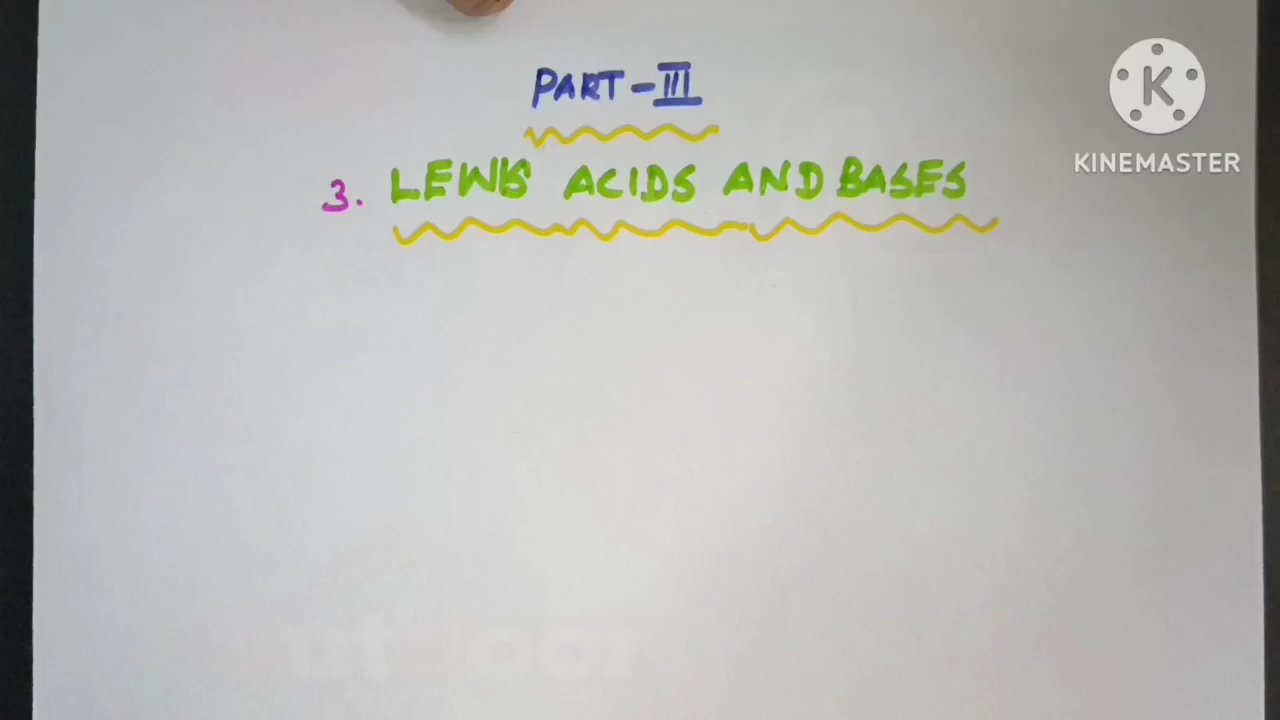 PART-III
3. LEWIS ACIDS AND BASES
KINEMASTER